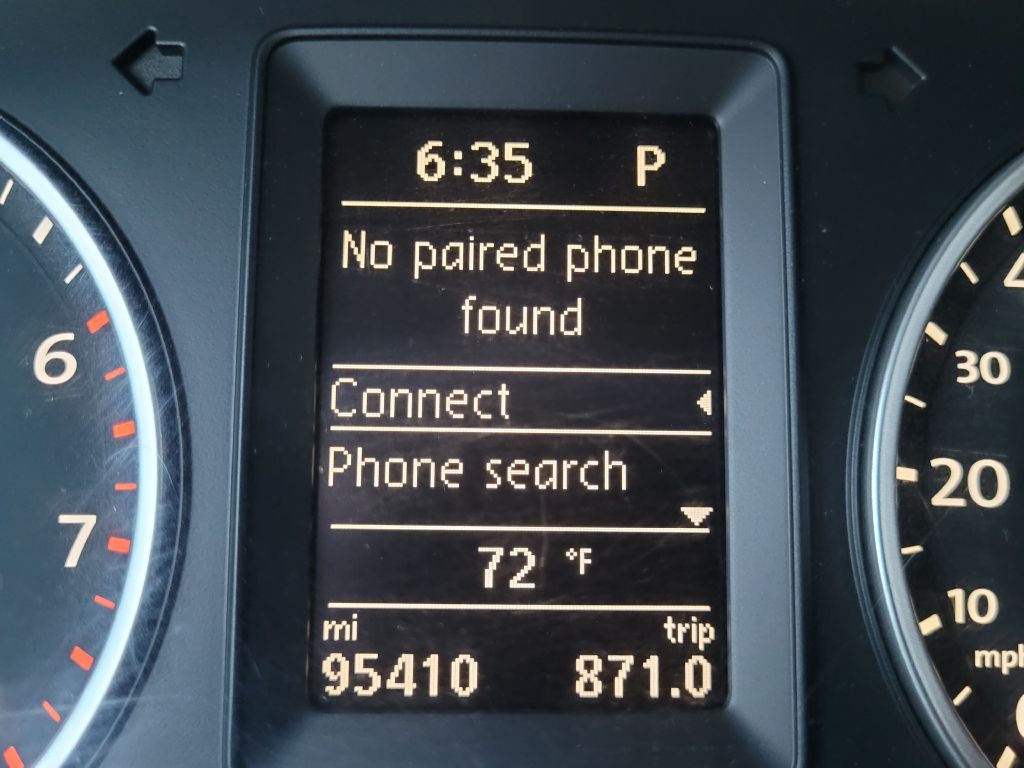 6:35 P
No paired phone
found
Connect
Phone search
72 °F
mi trip
95410 871.0
6
7
30
20
10
mph